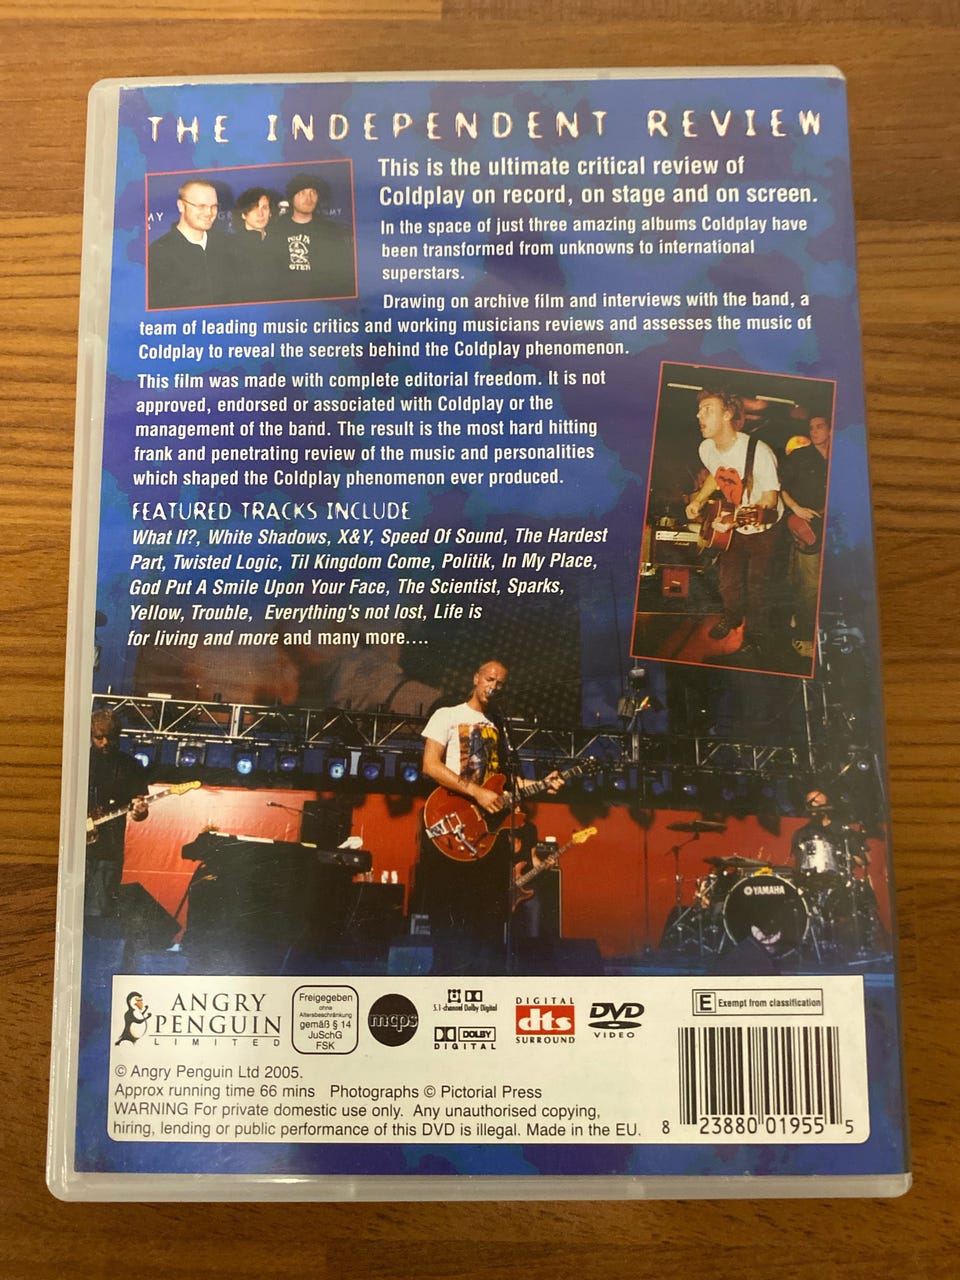 THE INDEPENDENT REVIEW
This is the ultimate critical review of
Coldplay on record, on stage and on screen.
In the space of just three amazing albums Coldplay have
been transformed from unknowns to international
superstars.
Drawing on archive film and interviews with the band, a
team of leading music critics and working musicians reviews and assesses the music of
Coldplay to reveal the secrets behind the Coldplay phenomenon.
This film was made with complete editorial freedom. It is not
approved, endorsed or associated with Coldplay or the
management of the band. The result is the most hard hitting
frank and penetrating review of the music and personalities
which shaped the Coldplay phenomenon ever produced.
FEATURED TRACKS INCLUDE
What If?, White Shadows, X&Y, Speed Of Sound, The Hardest
Part, Twisted Logic, Til Kingdom Come, Politik, In My Place,
God Put A Smile Upon Your Face, The Scientist, Sparks,
Yellow, Trouble, Everything's not lost, Life is
for living and more and many more....
YAMAHA
ANGRY
PENGUIN
LIMITED
Freigegeben
ohne
Altersbeschränkung
gemäß § 14
JuSchG
FSK
mcps
5.1-channel Dolby Digital
DOLBY
DIGITAL
DIGITAL
dts
SURROUND
DVD
VIDEO
E Exempt from classification
© Angry Penguin Ltd 2005.
Approx running time 66 mins Photographs © Pictorial Press
WARNING For private domestic use only. Any unauthorised copying,
hiring, lending or public performance of this DVD is illegal. Made in the EU.
8 23880 01955 5